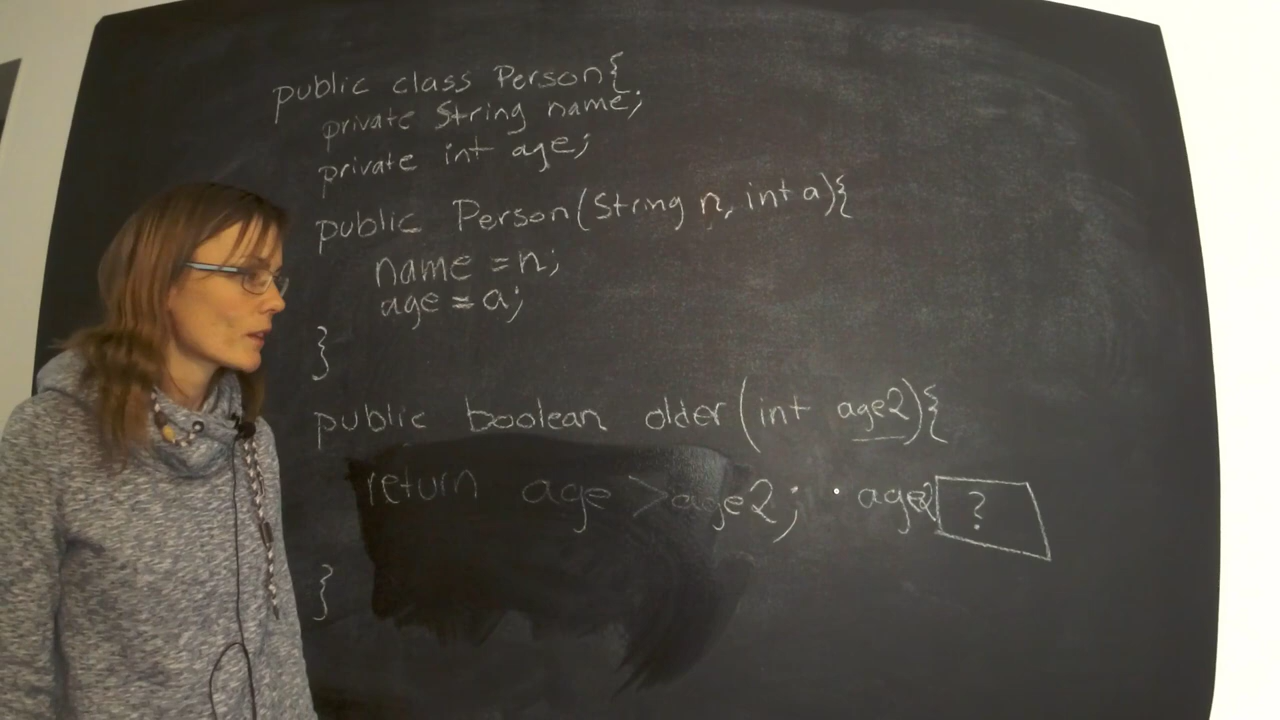 public class Person{
private String name;
private int age;
public Person(String n, int a){
name = n;
age = a;
}
public boolean older(int age2){
return age > age2; · age2 ?
}